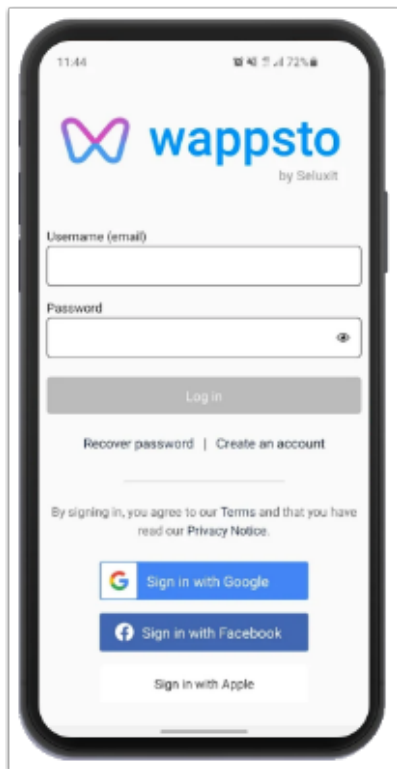 11:44 72%
wappsto
by Seluxit
Username (email)
Password
Log in
Recover password | Create an account
By signing in, you agree to our Terms and that you have
read our Privacy Notice.
Sign in with Google
Sign in with Facebook
Sign in with Apple